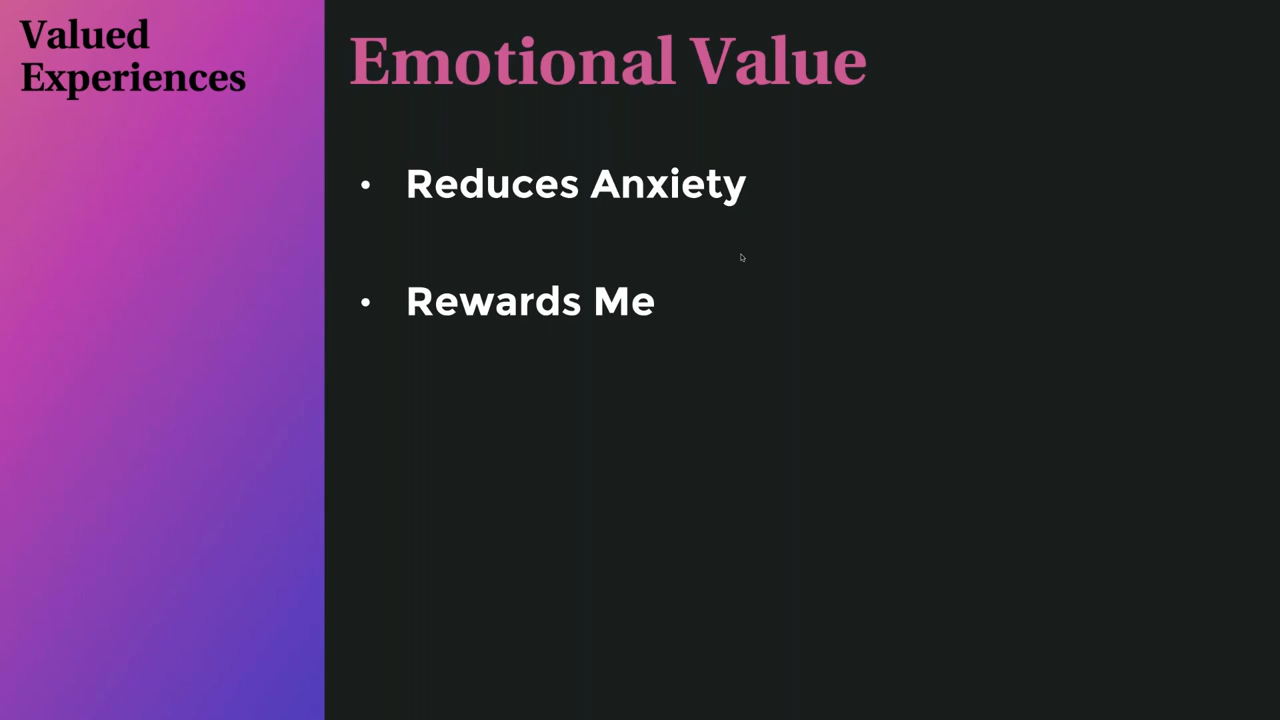 Valued
Experiences
Emotional Value
• Reduces Anxiety
• Rewards Me